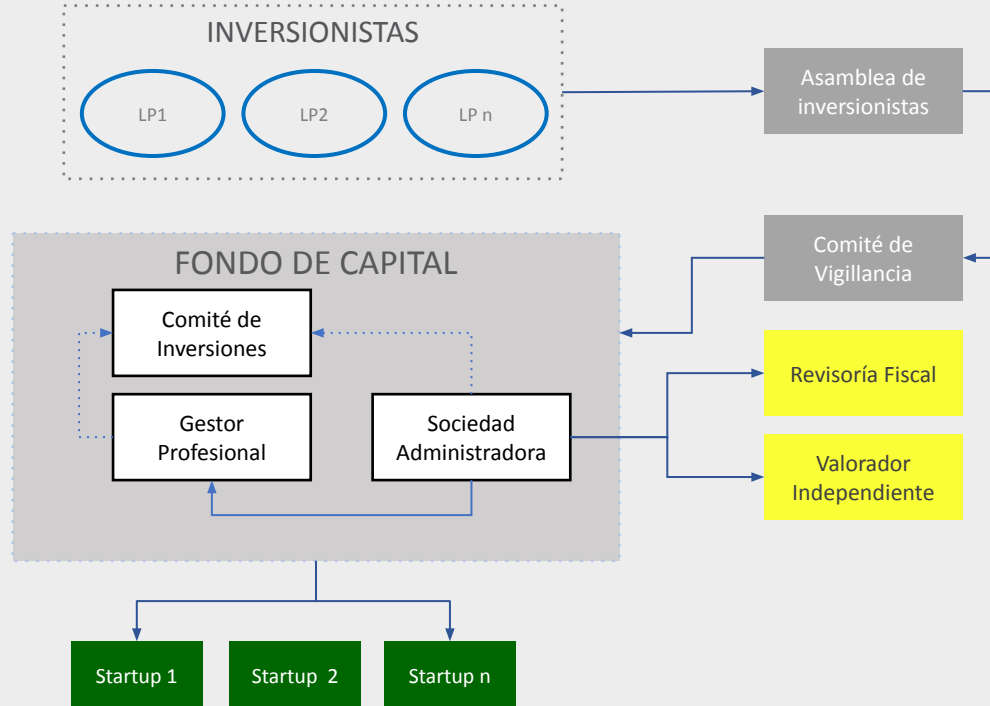 INVERSIONISTAS
LP1
LP2
LP n
Asamblea de
inversionistas
FONDO DE CAPITAL
Comité de
Inversiones
Gestor
Profesional
Sociedad
Administradora
Comité de
Vigillancia
Revisoría Fiscal
Valorador
Independiente
Startup 1
Startup 2
Startup n